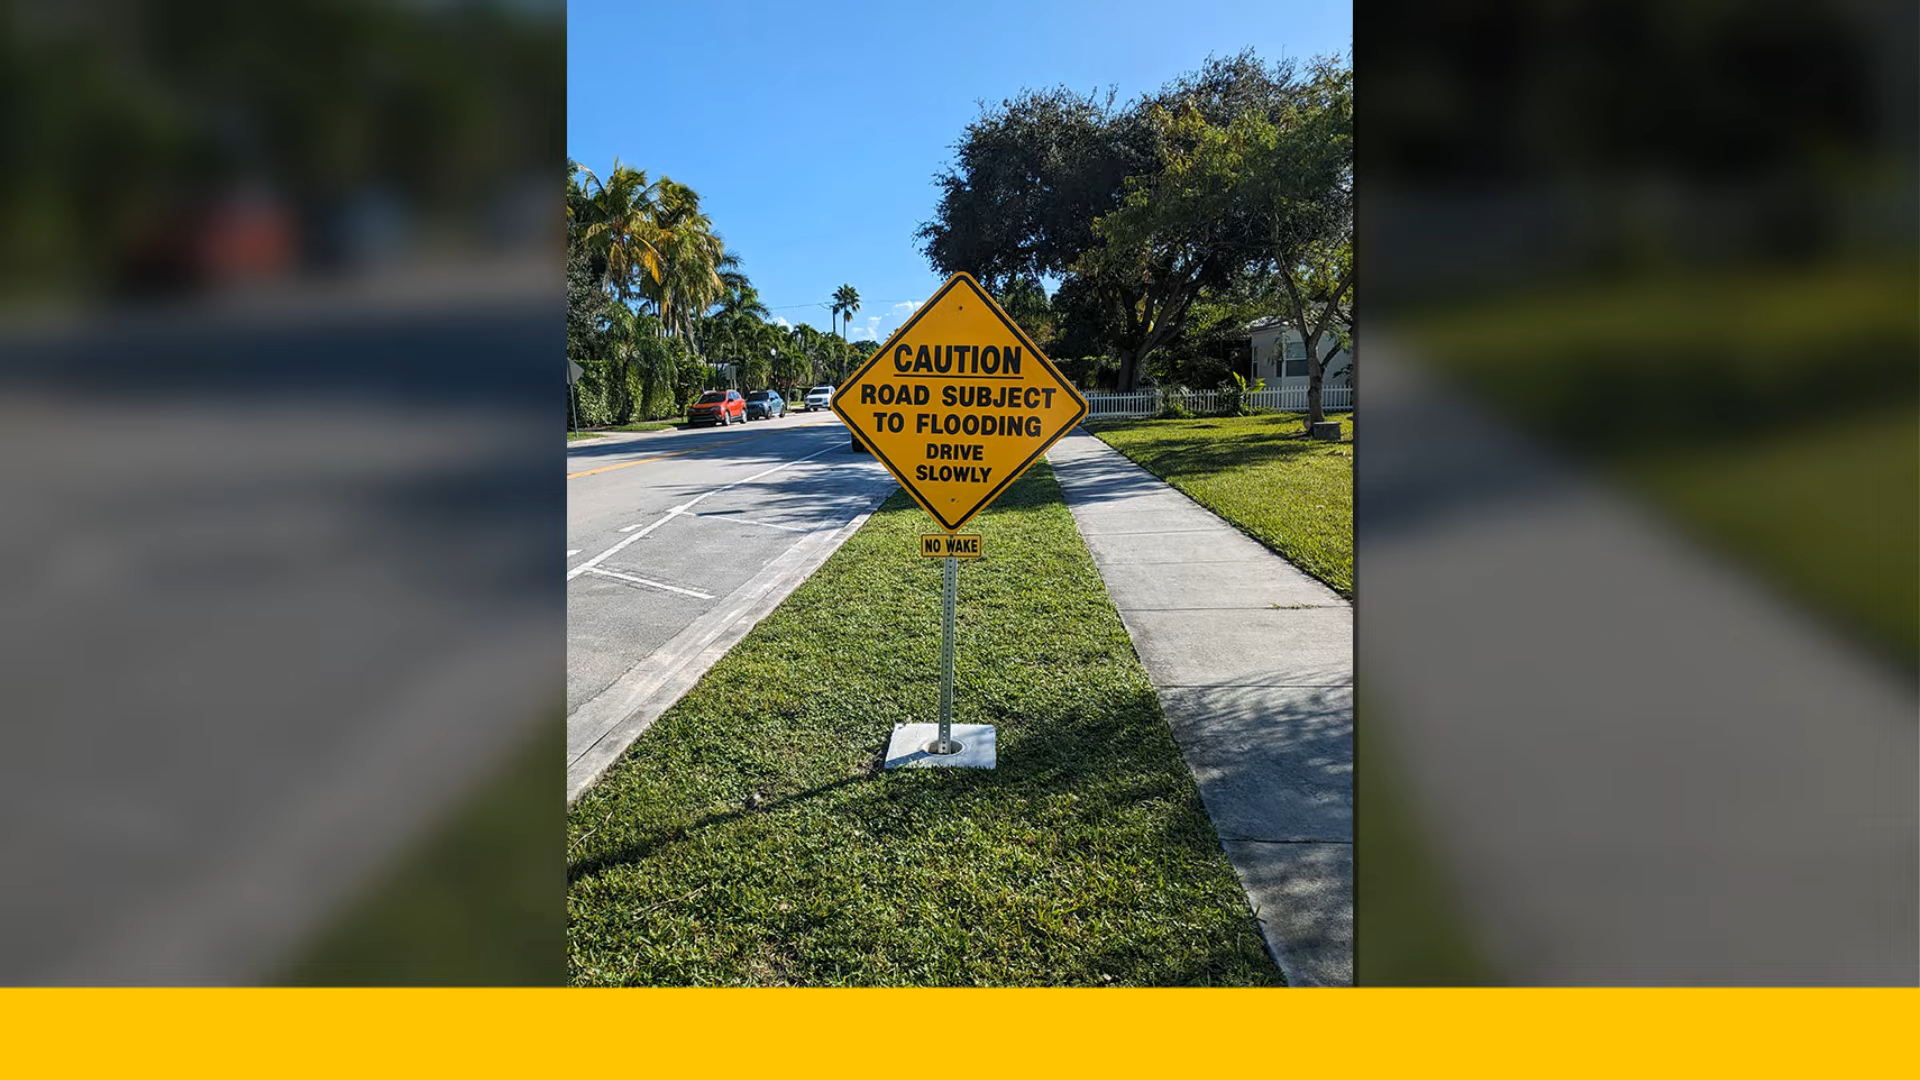 CAUTION
ROAD SUBJECT
TO FLOODING
DRIVE
SLOWLY
NO WAKE